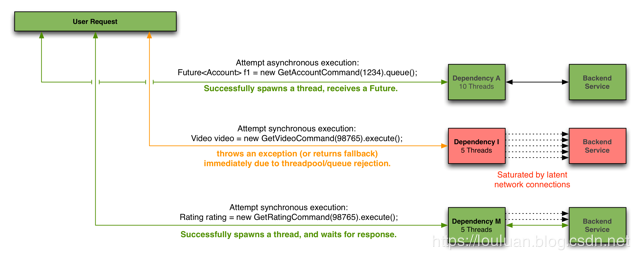 User Request
Attempt asynchronous execution:
Future<Account> f1 = new GetAccountCommand(1234).queue();
Successfully spawns a thread, receives a Future.
Dependency A
10 Threads
Backend
Service
Attempt synchronous execution:
Video video = new GetVideoCommand(98765).execute();
throws an exception (or returns fallback)
immediately due to threadpool/queue rejection.
Dependency I
5 Threads
Backend
Service
Saturated by latent
network connections
Attempt synchronous execution:
Rating rating = new GetRatingCommand(98765).execute();
Successfully spawns a thread, and waits for response.
Dependency M
5 Threads
Backend
Service
https://louluan.blog.csdn.net